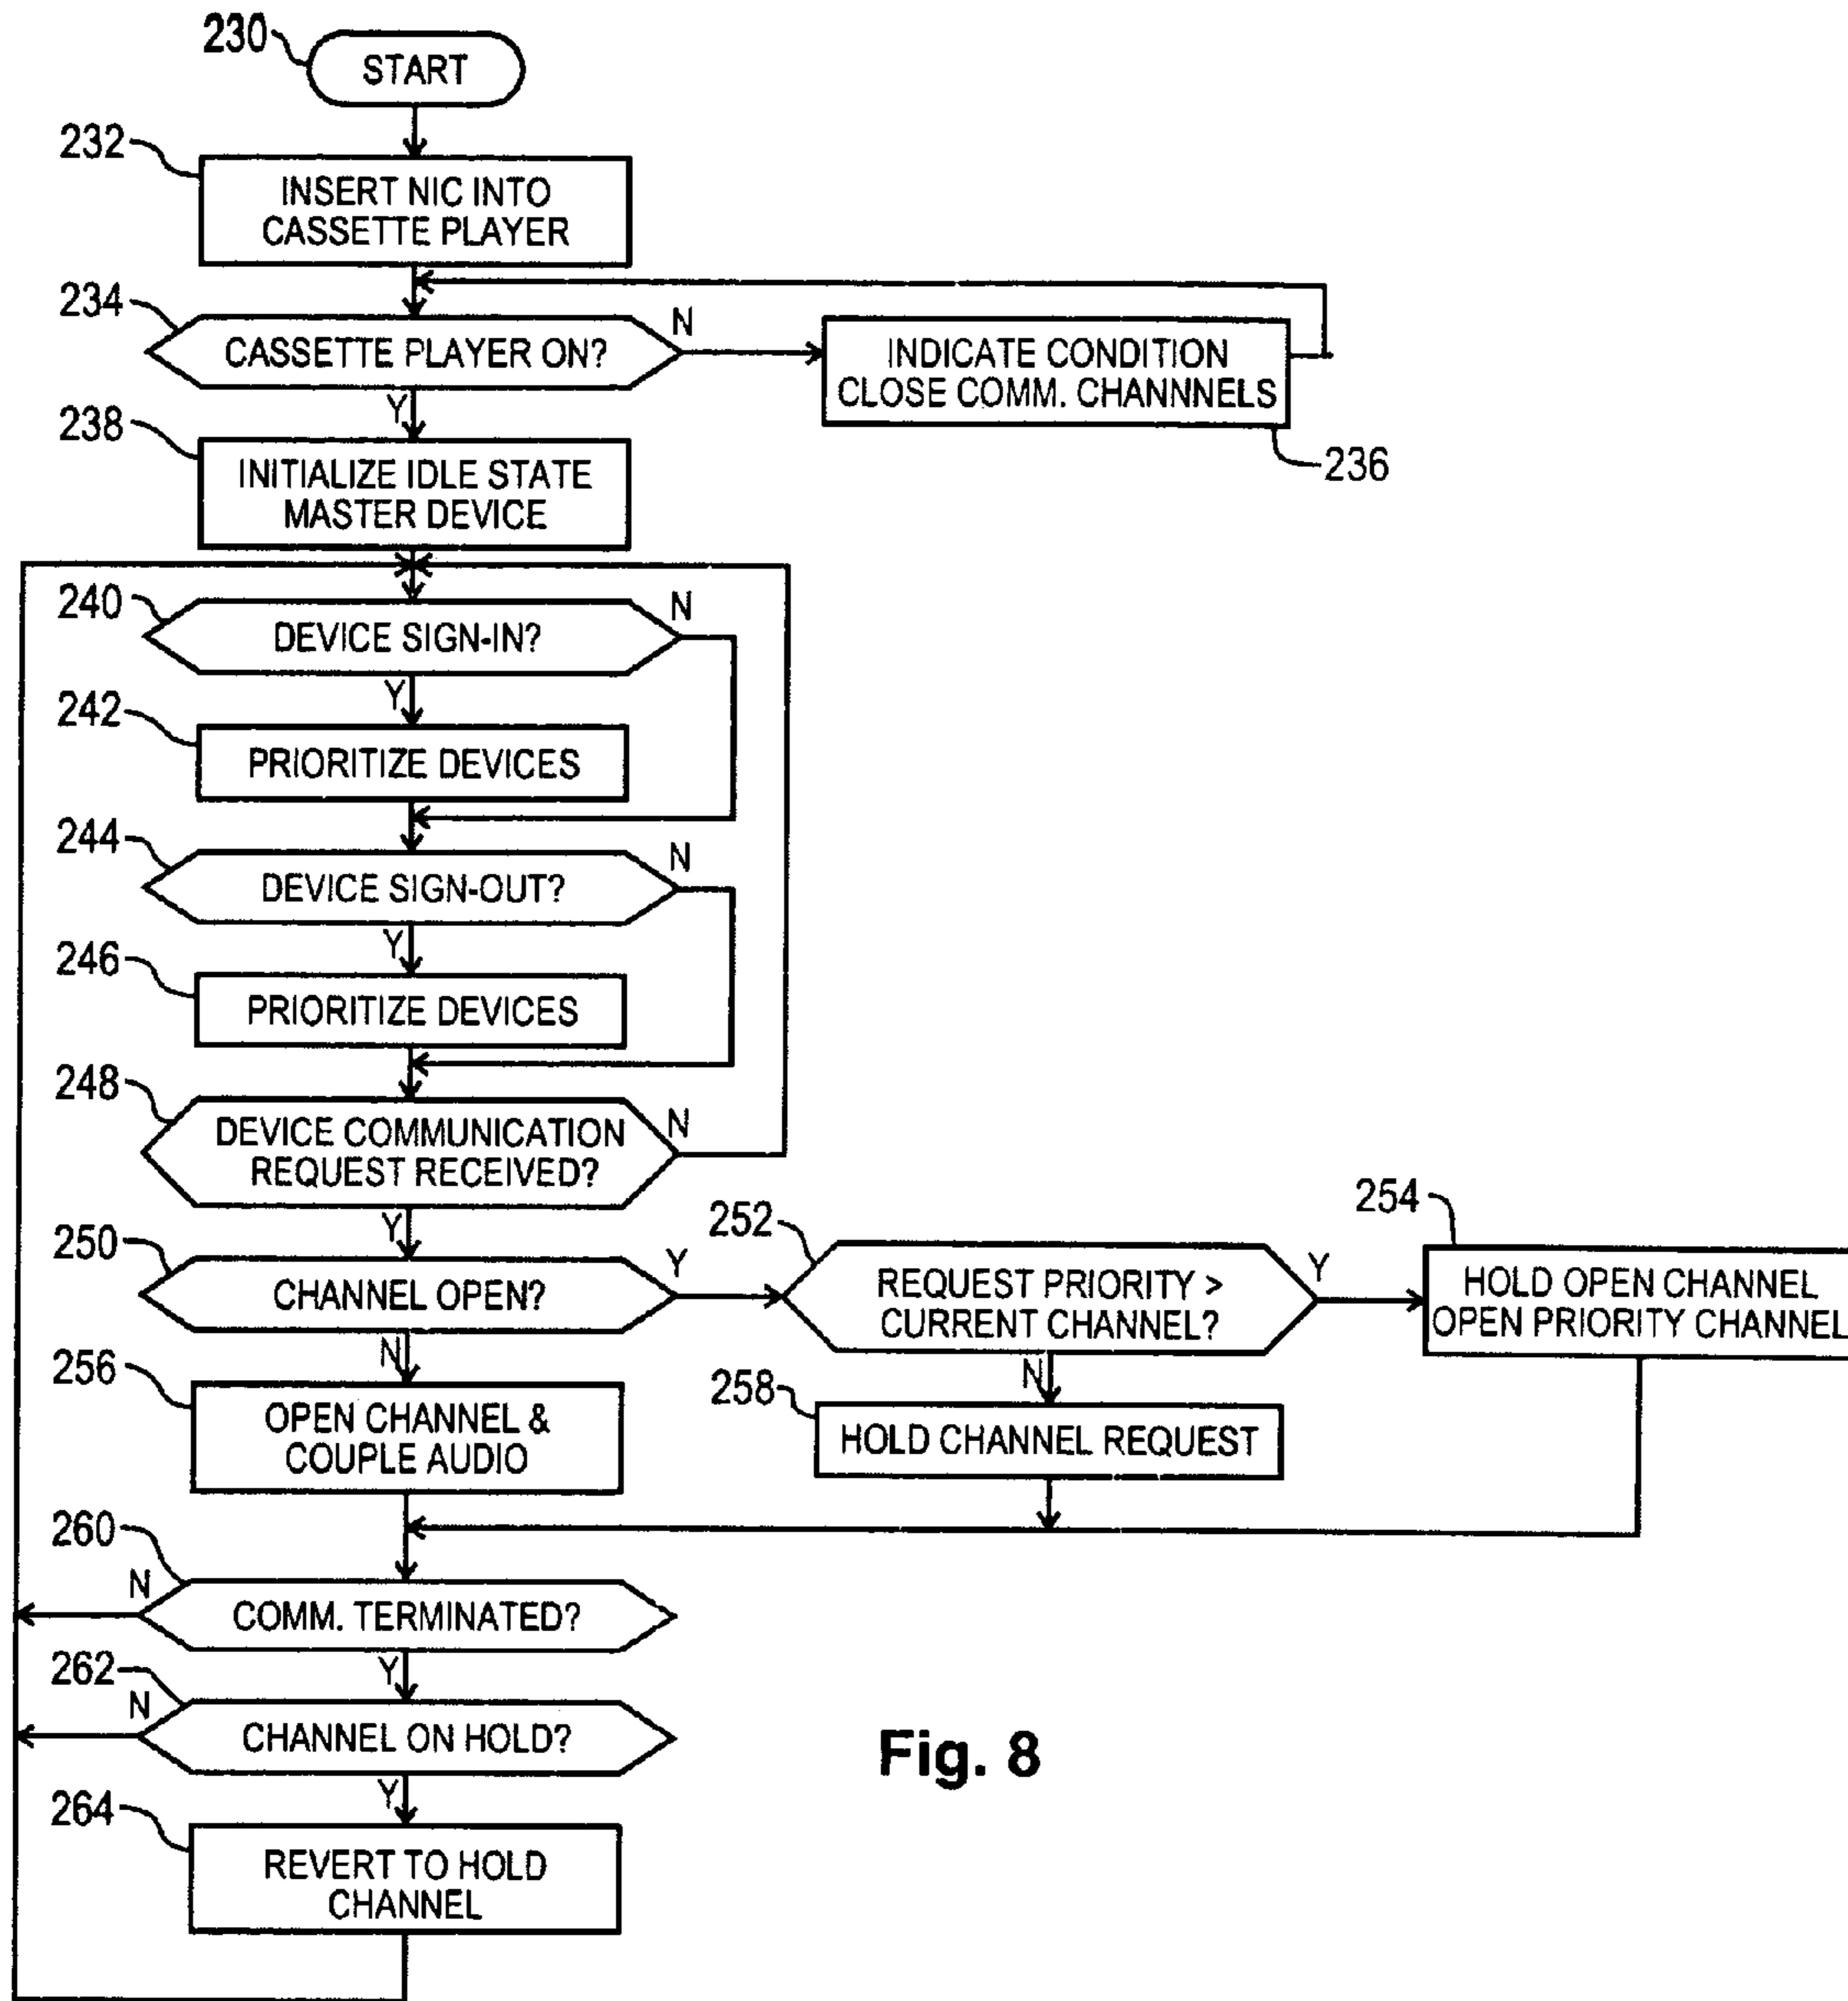 230
START
232
INSERT NIC INTO
CASSETTE PLAYER
234
CASSETTE PLAYER ON?
N
Y
INDICATE CONDITION
CLOSE COMM. CHANNNELS
236
238
INITIALIZE IDLE STATE
MASTER DEVICE
240
DEVICE SIGN-IN?
N
Y
242
PRIORITIZE DEVICES
244
DEVICE SIGN-OUT?
N
Y
246
PRIORITIZE DEVICES
248
DEVICE COMMUNICATION
REQUEST RECEIVED?
N
Y
250
CHANNEL OPEN?
Y
N
252
REQUEST PRIORITY >
CURRENT CHANNEL?
Y
N
254
HOLD OPEN CHANNEL
OPEN PRIORITY CHANNEL
256
OPEN CHANNEL &
COUPLE AUDIO
258
HOLD CHANNEL REQUEST
260
N
COMM. TERMINATED?
Y
262
N
CHANNEL ON HOLD?
Y
264
REVERT TO HOLD
CHANNEL
Fig. 8